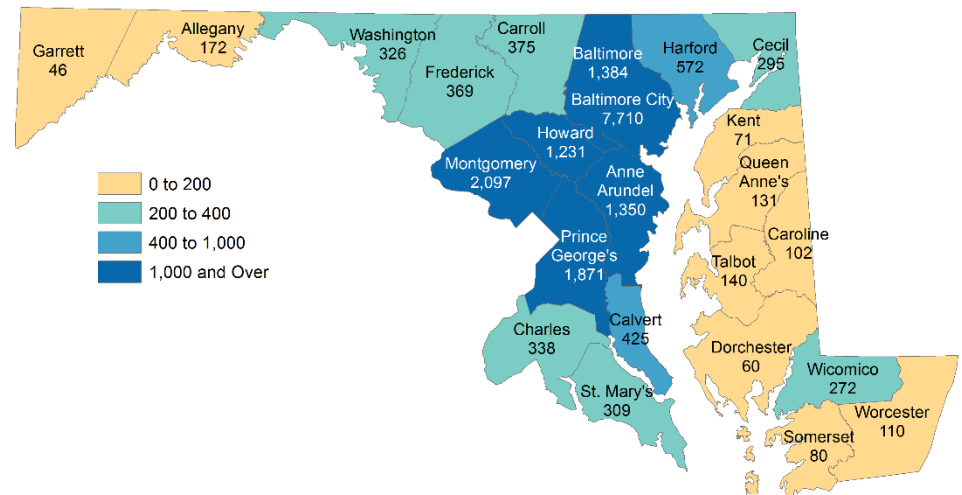 Garrett
46
Allegany
172
Washington
326
Frederick
369
Carroll
375
Baltimore
1,384
Baltimore City
7,710
Harford
572
Cecil
295
Howard
1,231
Montgomery
2,097
Anne
Arundel
1,350
Prince
George's
1,871
Kent
71
Queen
Anne's
131
Caroline
102
Talbot
140
Calvert
425
Charles
338
St. Mary's
309
Dorchester
60
Wicomico
272
Worcester
110
Somerset
80
0 to 200
200 to 400
400 to 1,000
1,000 and Over